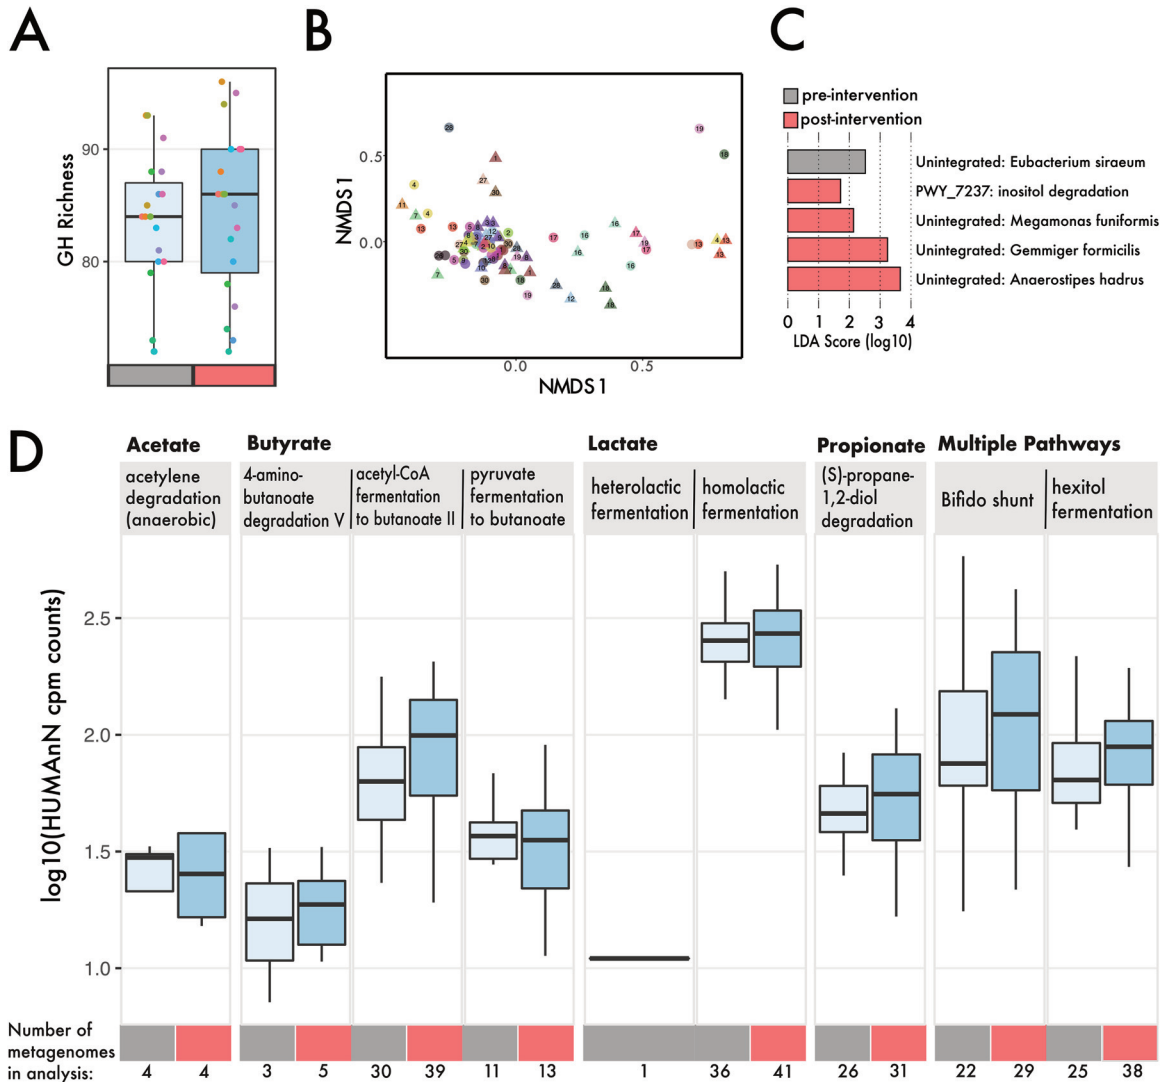 A
B
C
GH Richness
90
80
NMDS 1
0.5
0.0
0.0
0.5
NMDS 1
pre-intervention
post-intervention
Unintegrated: Eubacterium siraeum
PWY_7237: inositol degradation
Unintegrated: Megamonas funiformis
Unintegrated: Gemmiger formicilis
Unintegrated: Anaerostipes hadrus
0 1 2 3 4
LDA Score (log10)
D
Acetate
Butyrate
Lactate
Propionate
Multiple Pathways
acetylene
degradation
(anaerobic)
4-amino-
butanoate
degradation V
acetyl-CoA
fermentation
to butanoate II
pyruvate
fermentation
to butanoate
heterolactic
fermentation
homolactic
fermentation
(S)-propane-
1,2-diol
degradation
Bifido shunt
hexitol
fermentation
log10(HUMAnN cpm counts)
2.5
2.0
1.5
1.0
Number of
metagenomes
in analysis:
4 4 3 5 30 39 11 13 1 36 41 26 31 22 29 25 38